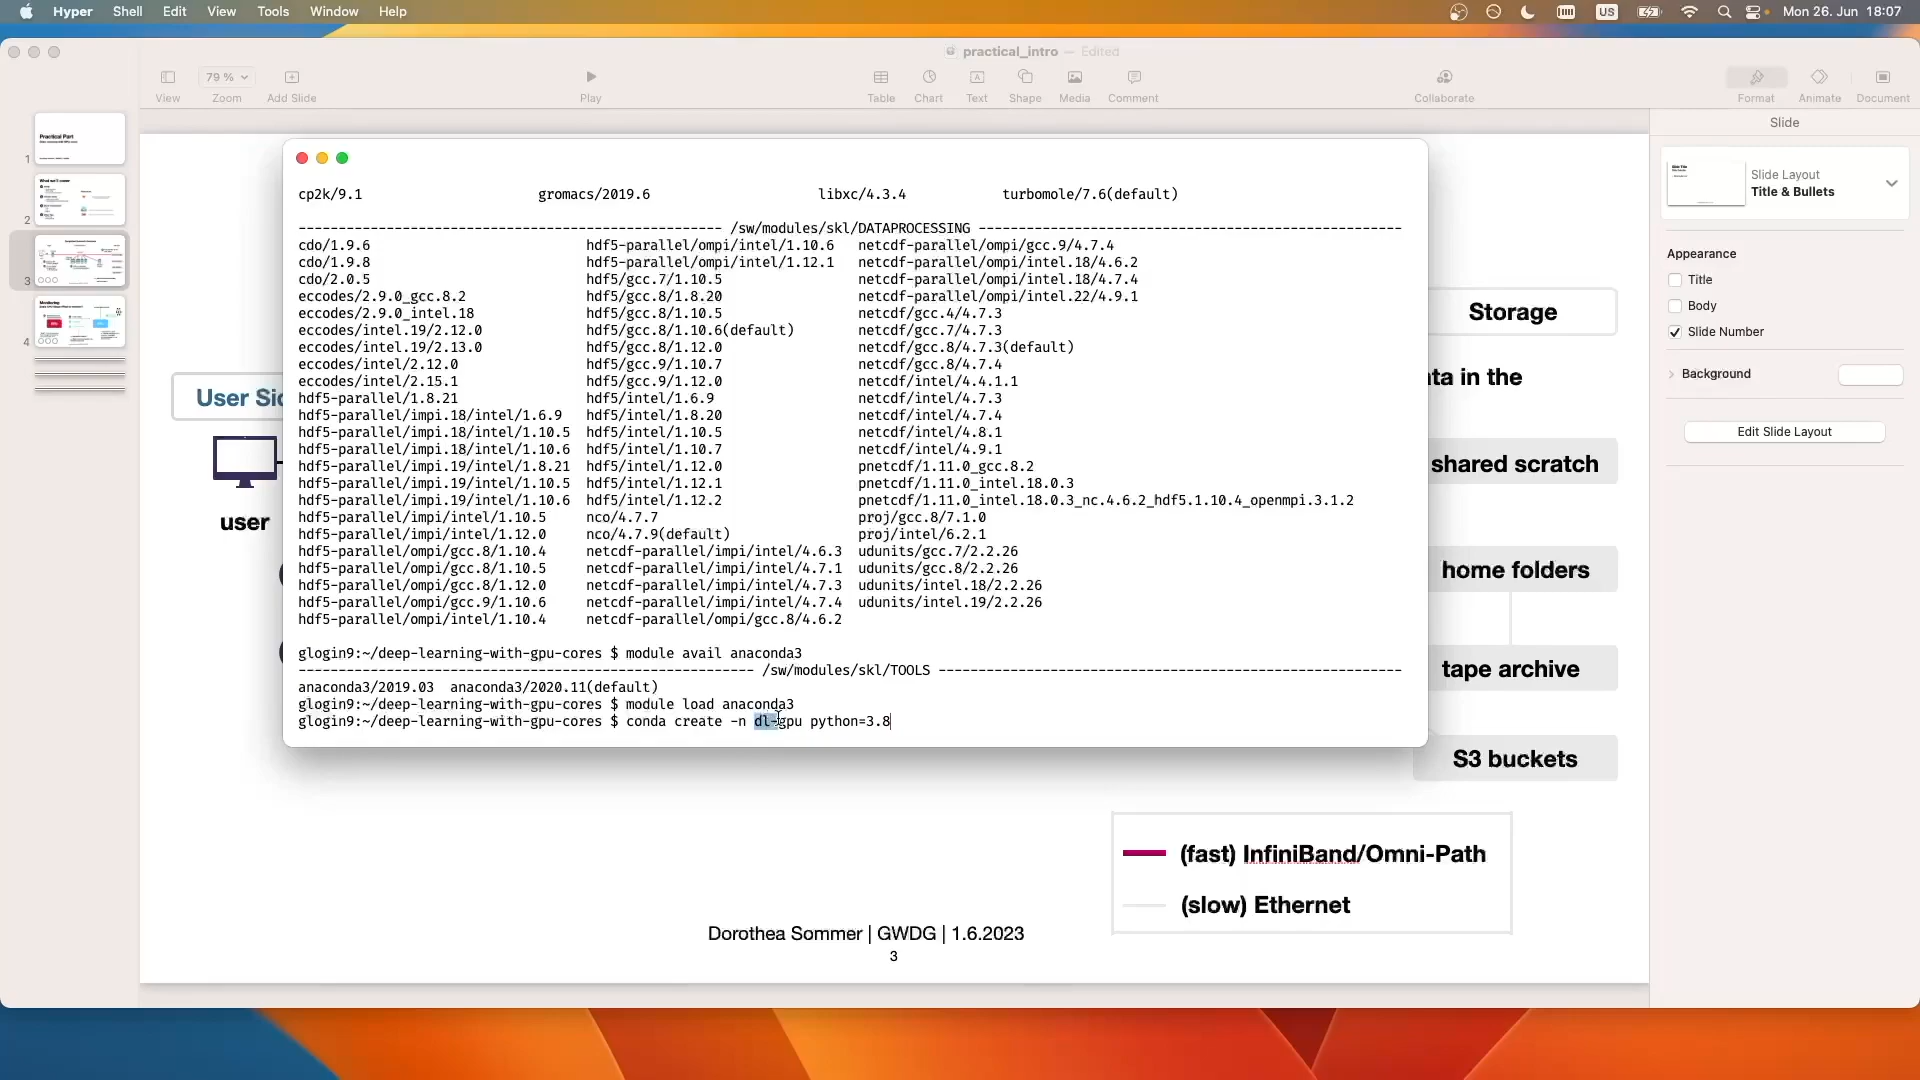 Hyper Shell Edit View Tools Window Help US Mon 26. Jun 18:07
practical_intro — Edited
79 %
View Zoom Add Slide Play Table Chart Text Shape Media Comment Collaborate Format Animate Document
Slide
Practical Part
1
2
3
Monitoring
4
Slide Layout
Title & Bullets
Appearance
Title
Body
Slide Number
Background
Edit Slide Layout
cp2k/9.1 gromacs/2019.6 libxc/4.3.4 turbomole/7.6(default)
----------------------------------------------------- /sw/modules/skl/DATAPROCESSING -----------------------------------------------------
cdo/1.9.6 hdf5-parallel/ompi/intel/1.10.6 netcdf-parallel/ompi/gcc.9/4.7.4
cdo/1.9.8 hdf5-parallel/ompi/intel/1.12.1 netcdf-parallel/ompi/intel.18/4.6.2
cdo/2.0.5 hdf5/gcc.7/1.10.5 netcdf-parallel/ompi/intel.18/4.7.4
eccodes/2.9.0_gcc.8.2 hdf5/gcc.8/1.8.20 netcdf-parallel/ompi/intel.22/4.9.1
eccodes/2.9.0_intel.18 hdf5/gcc.8/1.10.5 netcdf/gcc.4/4.7.3
eccodes/intel.19/2.12.0 hdf5/gcc.8/1.10.6(default) netcdf/gcc.7/4.7.3
eccodes/intel.19/2.13.0 hdf5/gcc.8/1.12.0 netcdf/gcc.8/4.7.3(default)
eccodes/intel/2.12.0 hdf5/gcc.9/1.10.7 netcdf/gcc.8/4.7.4
eccodes/intel/2.15.1 hdf5/gcc.9/1.12.0 netcdf/intel/4.4.1.1
hdf5-parallel/1.8.21 hdf5/intel/1.6.9 netcdf/intel/4.7.3
hdf5-parallel/impi.18/intel/1.6.9 hdf5/intel/1.8.20 netcdf/intel/4.7.4
hdf5-parallel/impi.18/intel/1.10.5 hdf5/intel/1.10.5 netcdf/intel/4.8.1
hdf5-parallel/impi.18/intel/1.10.6 hdf5/intel/1.10.7 netcdf/intel/4.9.1
hdf5-parallel/impi.19/intel/1.8.21 hdf5/intel/1.12.0 pnetcdf/1.11.0_gcc.8.2
hdf5-parallel/impi.19/intel/1.10.5 hdf5/intel/1.12.1 pnetcdf/1.11.0_intel.18.0.3
hdf5-parallel/impi.19/intel/1.10.6 hdf5/intel/1.12.2 pnetcdf/1.11.0_intel.18.0.3_nc.4.6.2_hdf5.1.10.4_openmpi.3.1.2
hdf5-parallel/impi/intel/1.10.5 nco/4.7.7 proj/gcc.8/7.1.0
hdf5-parallel/impi/intel/1.12.0 nco/4.7.9(default) proj/intel/6.2.1
hdf5-parallel/ompi/gcc.8/1.10.4 netcdf-parallel/impi/intel/4.6.3 udunits/gcc.7/2.2.26
hdf5-parallel/ompi/gcc.8/1.10.5 netcdf-parallel/impi/intel/4.7.1 udunits/gcc.8/2.2.26
hdf5-parallel/ompi/gcc.8/1.12.0 netcdf-parallel/impi/intel/4.7.3 udunits/intel.18/2.2.26
hdf5-parallel/ompi/gcc.9/1.10.6 netcdf-parallel/impi/intel/4.7.4 udunits/intel.19/2.2.26
hdf5-parallel/ompi/intel/1.10.4 netcdf-parallel/ompi/gcc.8/4.6.2
glogin9:~/deep-learning-with-gpu-cores $ module avail anaconda3
--------------------------------------------------------- /sw/modules/skl/TOOLS ----------------------------------------------------------
anaconda3/2019.03 anaconda3/2020.11(default)
glogin9:~/deep-learning-with-gpu-cores $ module load anaconda3
glogin9:~/deep-learning-with-gpu-cores $ conda create -n dl-gpu python=3.8
User Sid
user
Storage
ta in the
shared scratch
home folders
tape archive
S3 buckets
(fast) InfiniBand/Omni-Path
(slow) Ethernet
Dorothea Sommer | GWDG | 1.6.2023
3